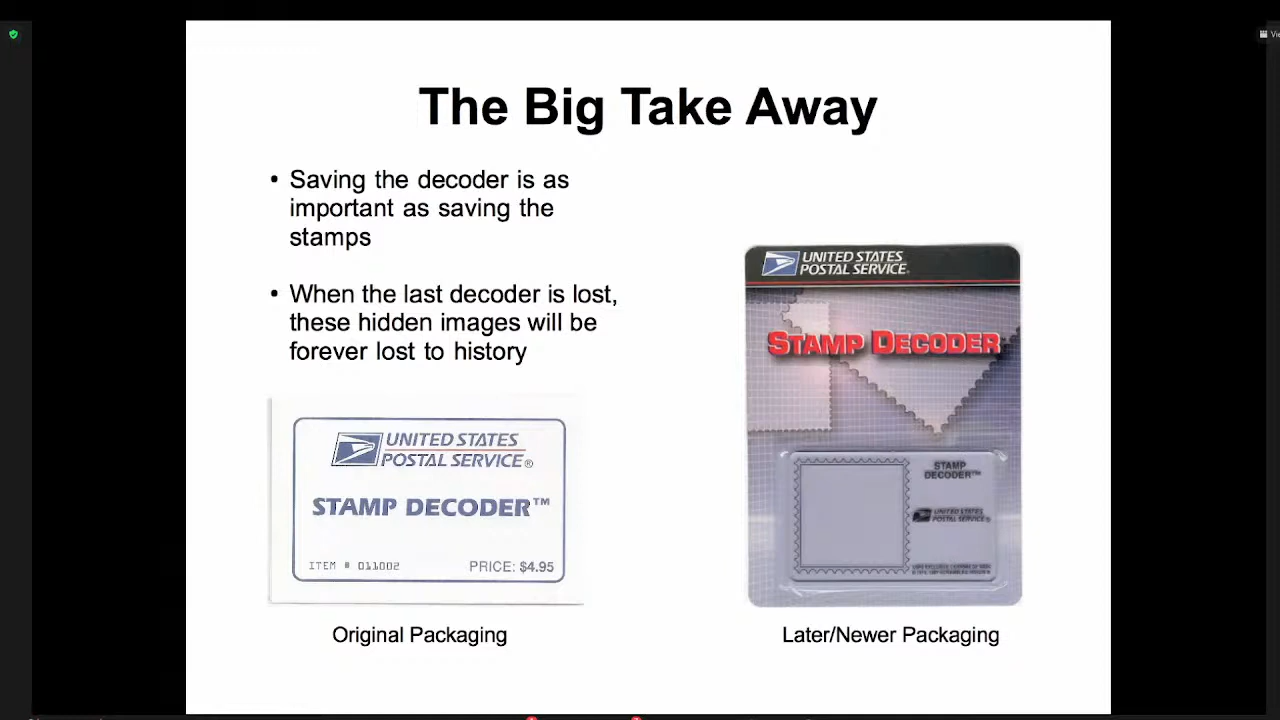 The Big Take Away
• Saving the decoder is as
important as saving the
stamps
• When the last decoder is lost,
these hidden images will be
forever lost to history
UNITED STATES
POSTAL SERVICE®
STAMP DECODER™
ITEM # 011002
PRICE: $4.95
Original Packaging
UNITED STATES
POSTAL SERVICE
STAMP DECODER
STAMP
DECODER™
UNITED STATES
POSTAL SERVICE®
Later/Newer Packaging